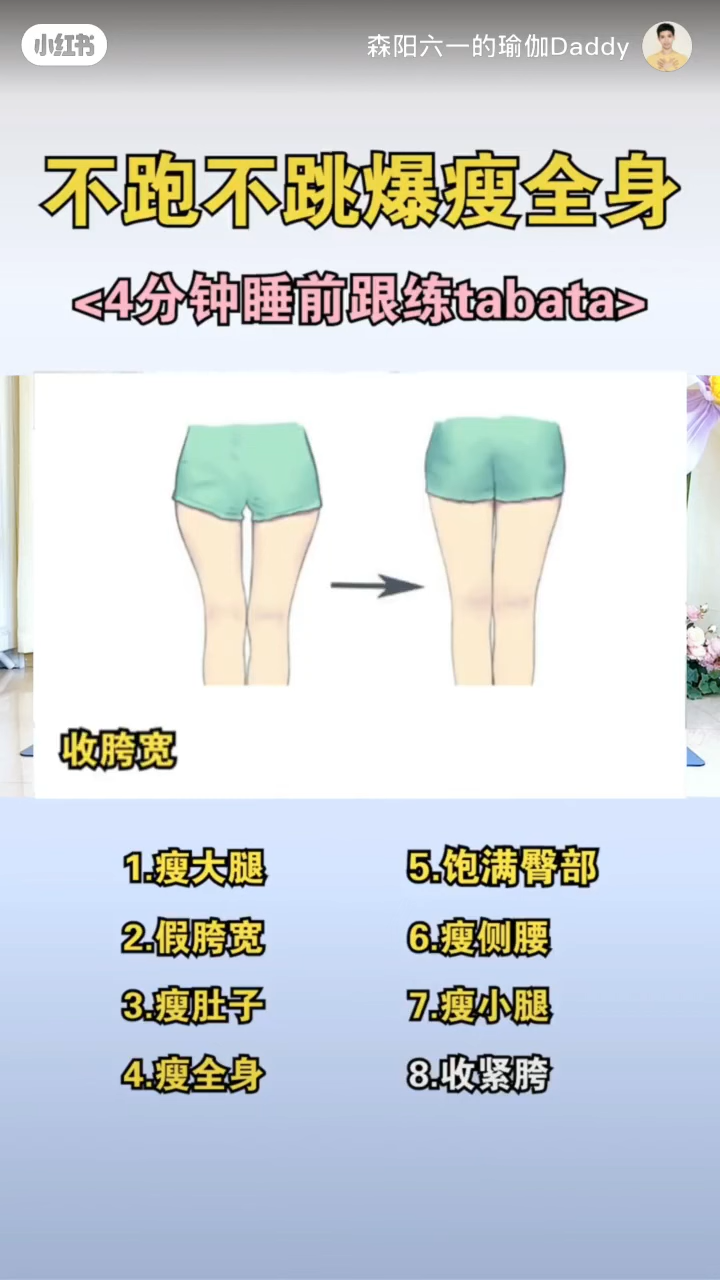 小红书
森阳六一的瑜伽Daddy
不跑不跳爆瘦全身
<4分钟睡前跟练tabata>
收胯宽
1.瘦大腿
2.假胯宽
3.瘦肚子
4.瘦全身
5.饱满臀部
6.瘦侧腰
7.瘦小腿
8.收紧胯